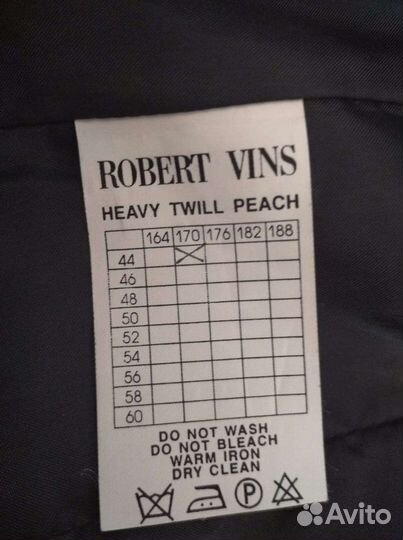 ROBERT VINS
HEAVY TWILL PEACH
164 170 176 182 188
44
46
48
50
52
54
56
58
60
DO NOT WASH
DO NOT BLEACH
WARM IRON
DRY CLEAN
P
Avito